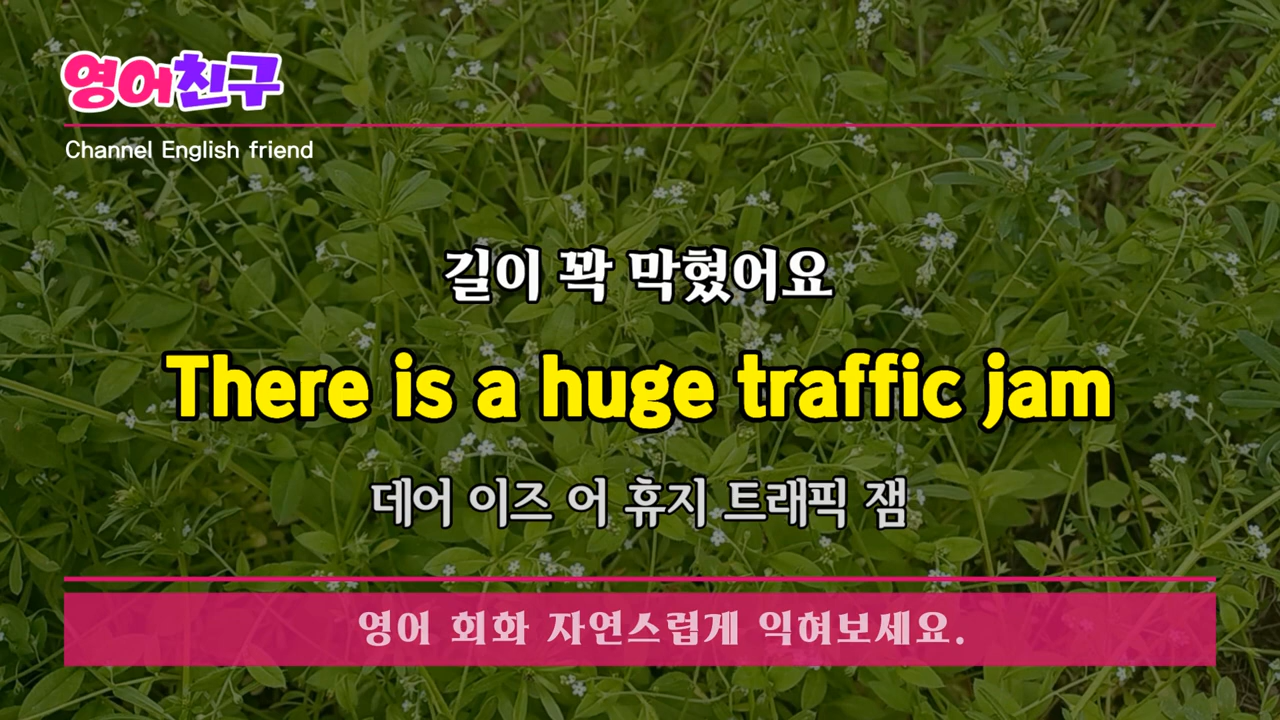 영어친구
Channel English friend
길이 꽉 막혔어요
There is a huge traffic jam
데어 이즈 어 휴지 트래픽 잼
영어 회화 자연스럽게 익혀보세요.